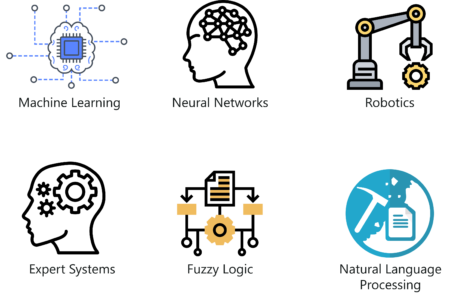 Machine Learning
Neural Networks
Robotics
Expert Systems
Fuzzy Logic
Natural Language
Processing